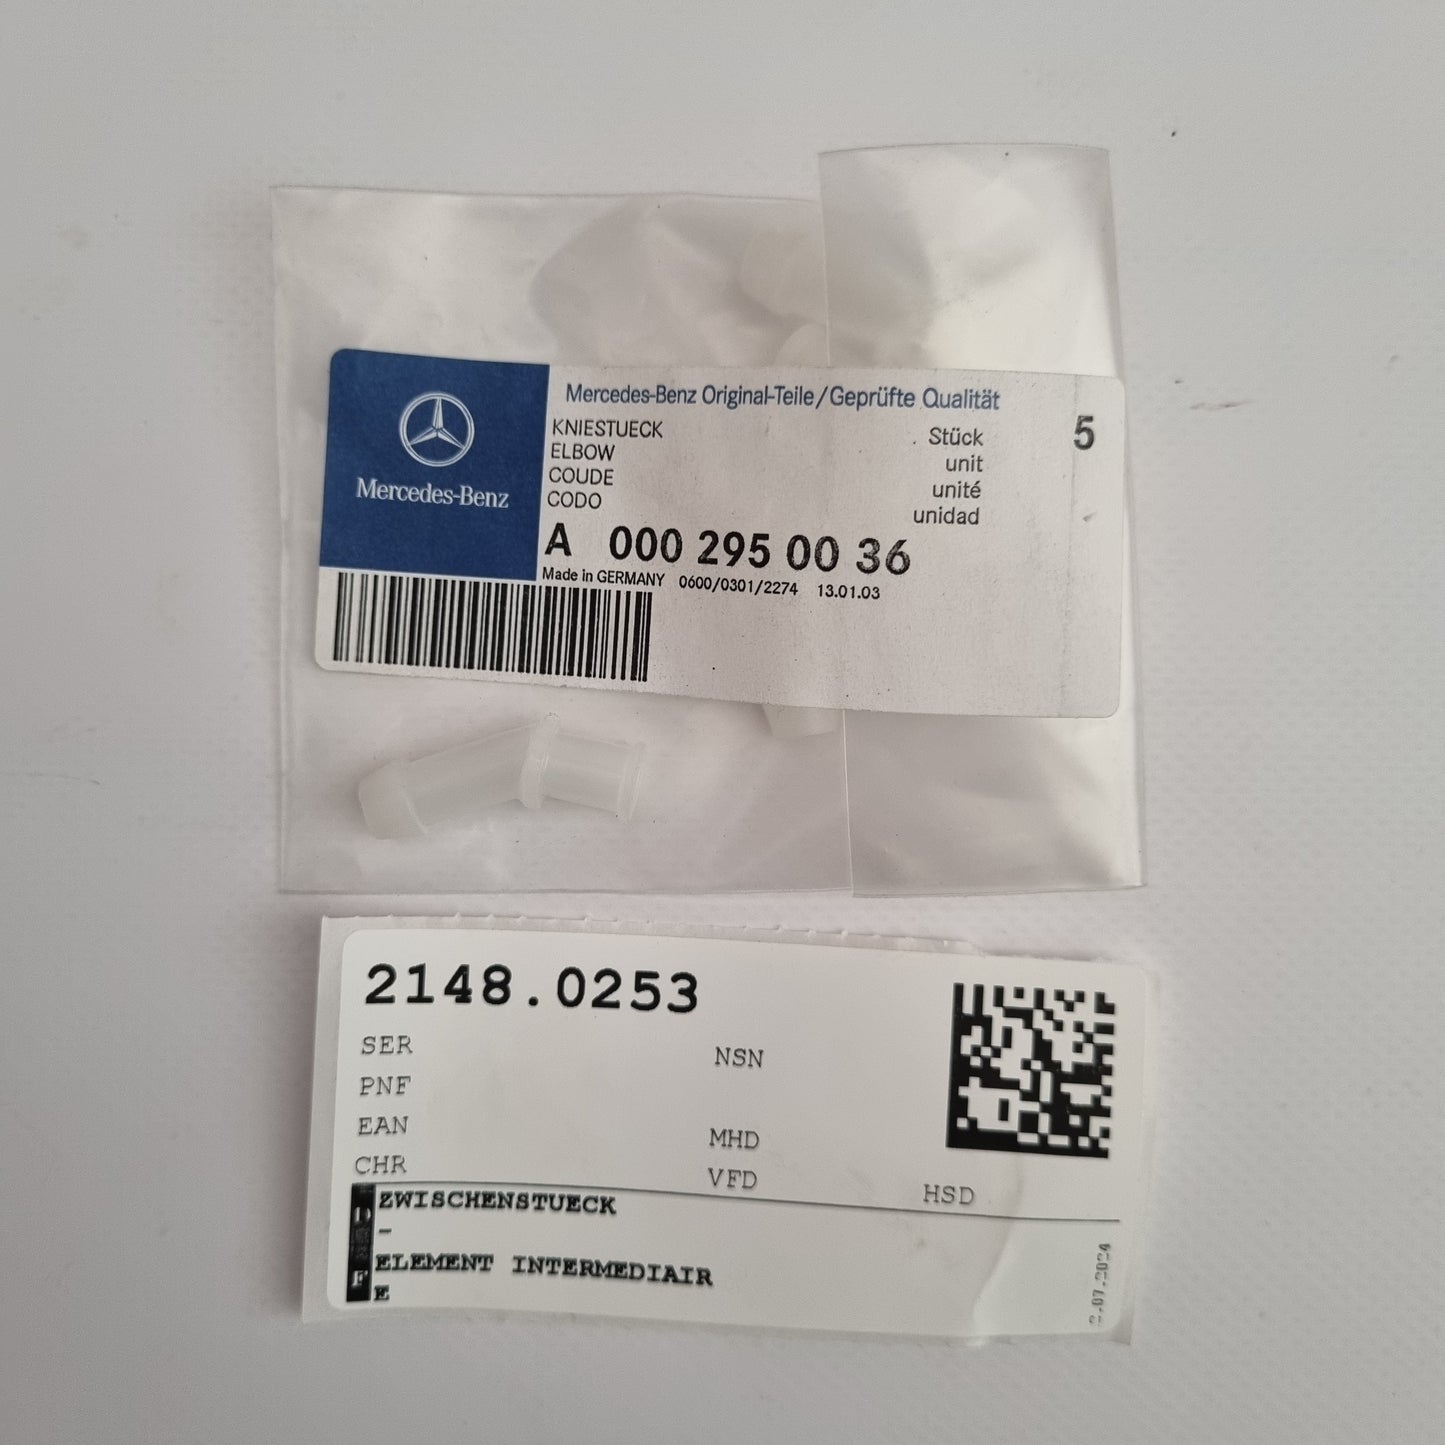 Mercedes-Benz
Mercedes-Benz Original-Teile/Geprüfte Qualität
KNIESTUECK
ELBOW
COUDE
CODO
Stück
unit
unité
unidad
5
A 000 295 00 36
Made in GERMANY 0600/0301/2274 13.01.03
2148.0253
SER
NSN
PNF
EAN
MHD
CHR
VFD
HSD
D
F
ZWISCHENSTUECK
-
ELEMENT INTERMEDIAIR
E
.07.2024